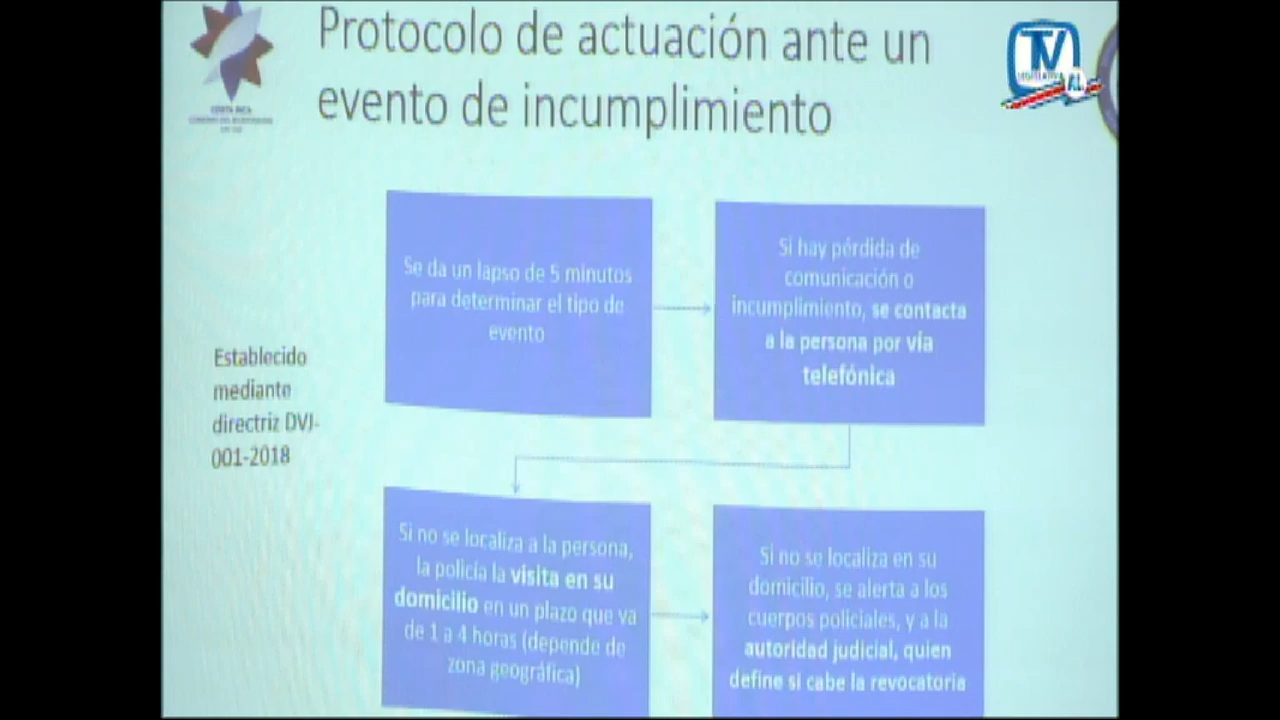 Protocolo de actuación ante un
evento de incumplimiento
COSTA RICA
TV
LEGISLATIVA
AL
Se da un lapso de 5 minutos
para determinar el tipo de
evento
Si hay pérdida de
comunicación o
incumplimiento, se contacta
a la persona por vía
telefónica
Establecido
mediante
directriz DVJ-
001-2018
Si no se localiza a la persona,
la policía la visita en su
domicilio en un plazo que va
de 1 a 4 horas (depende de
zona geográfica)
Si no se localiza en su
domicilio, se alerta a los
cuerpos policiales, y a la
autoridad judicial, quien
define si cabe la revocatoria